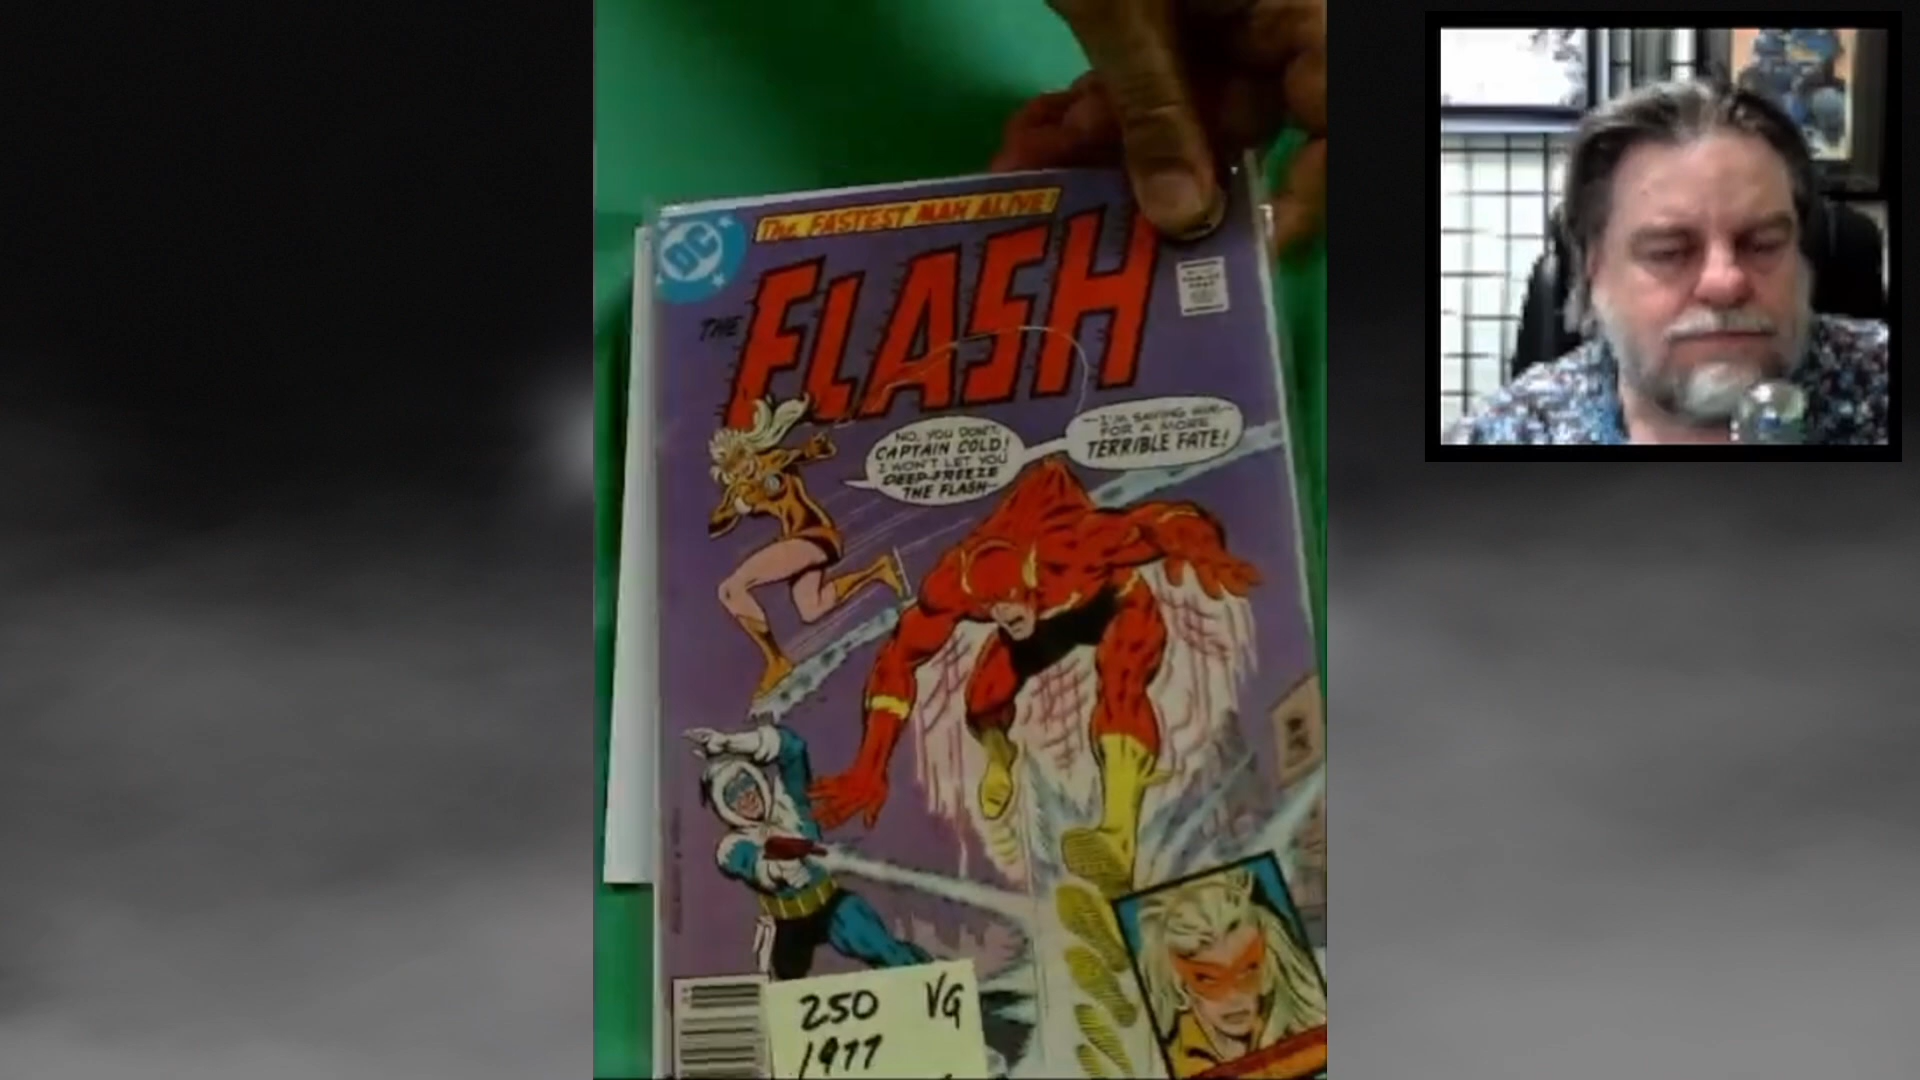 The FASTEST MAN ALIVE!
DC
THE FLASH
NO, YOU DON'T,
CAPTAIN COLD!
I WON'T LET YOU
DEEP-FREEZE
THE FLASH—
—I'M SAVING HIM—
FOR A MORE
TERRIBLE FATE!
250 VG
1977